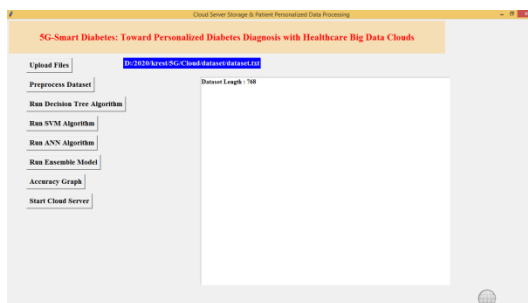 Cloud Server Storage & Patient Personalized Data Processing
5G-Smart Diabetes: Toward Personalized Diabetes Diagnosis with Healthcare Big Data Clouds
Upload Files
D:/2020/krest/5G/Cloud/dataset/dataset.txt
Preprocess Dataset
Dataset Length : 768
Run Decision Tree Algorithm
Run SVM Algorithm
Run ANN Algorithm
Run Ensemble Model
Accuracy Graph
Start Cloud Server